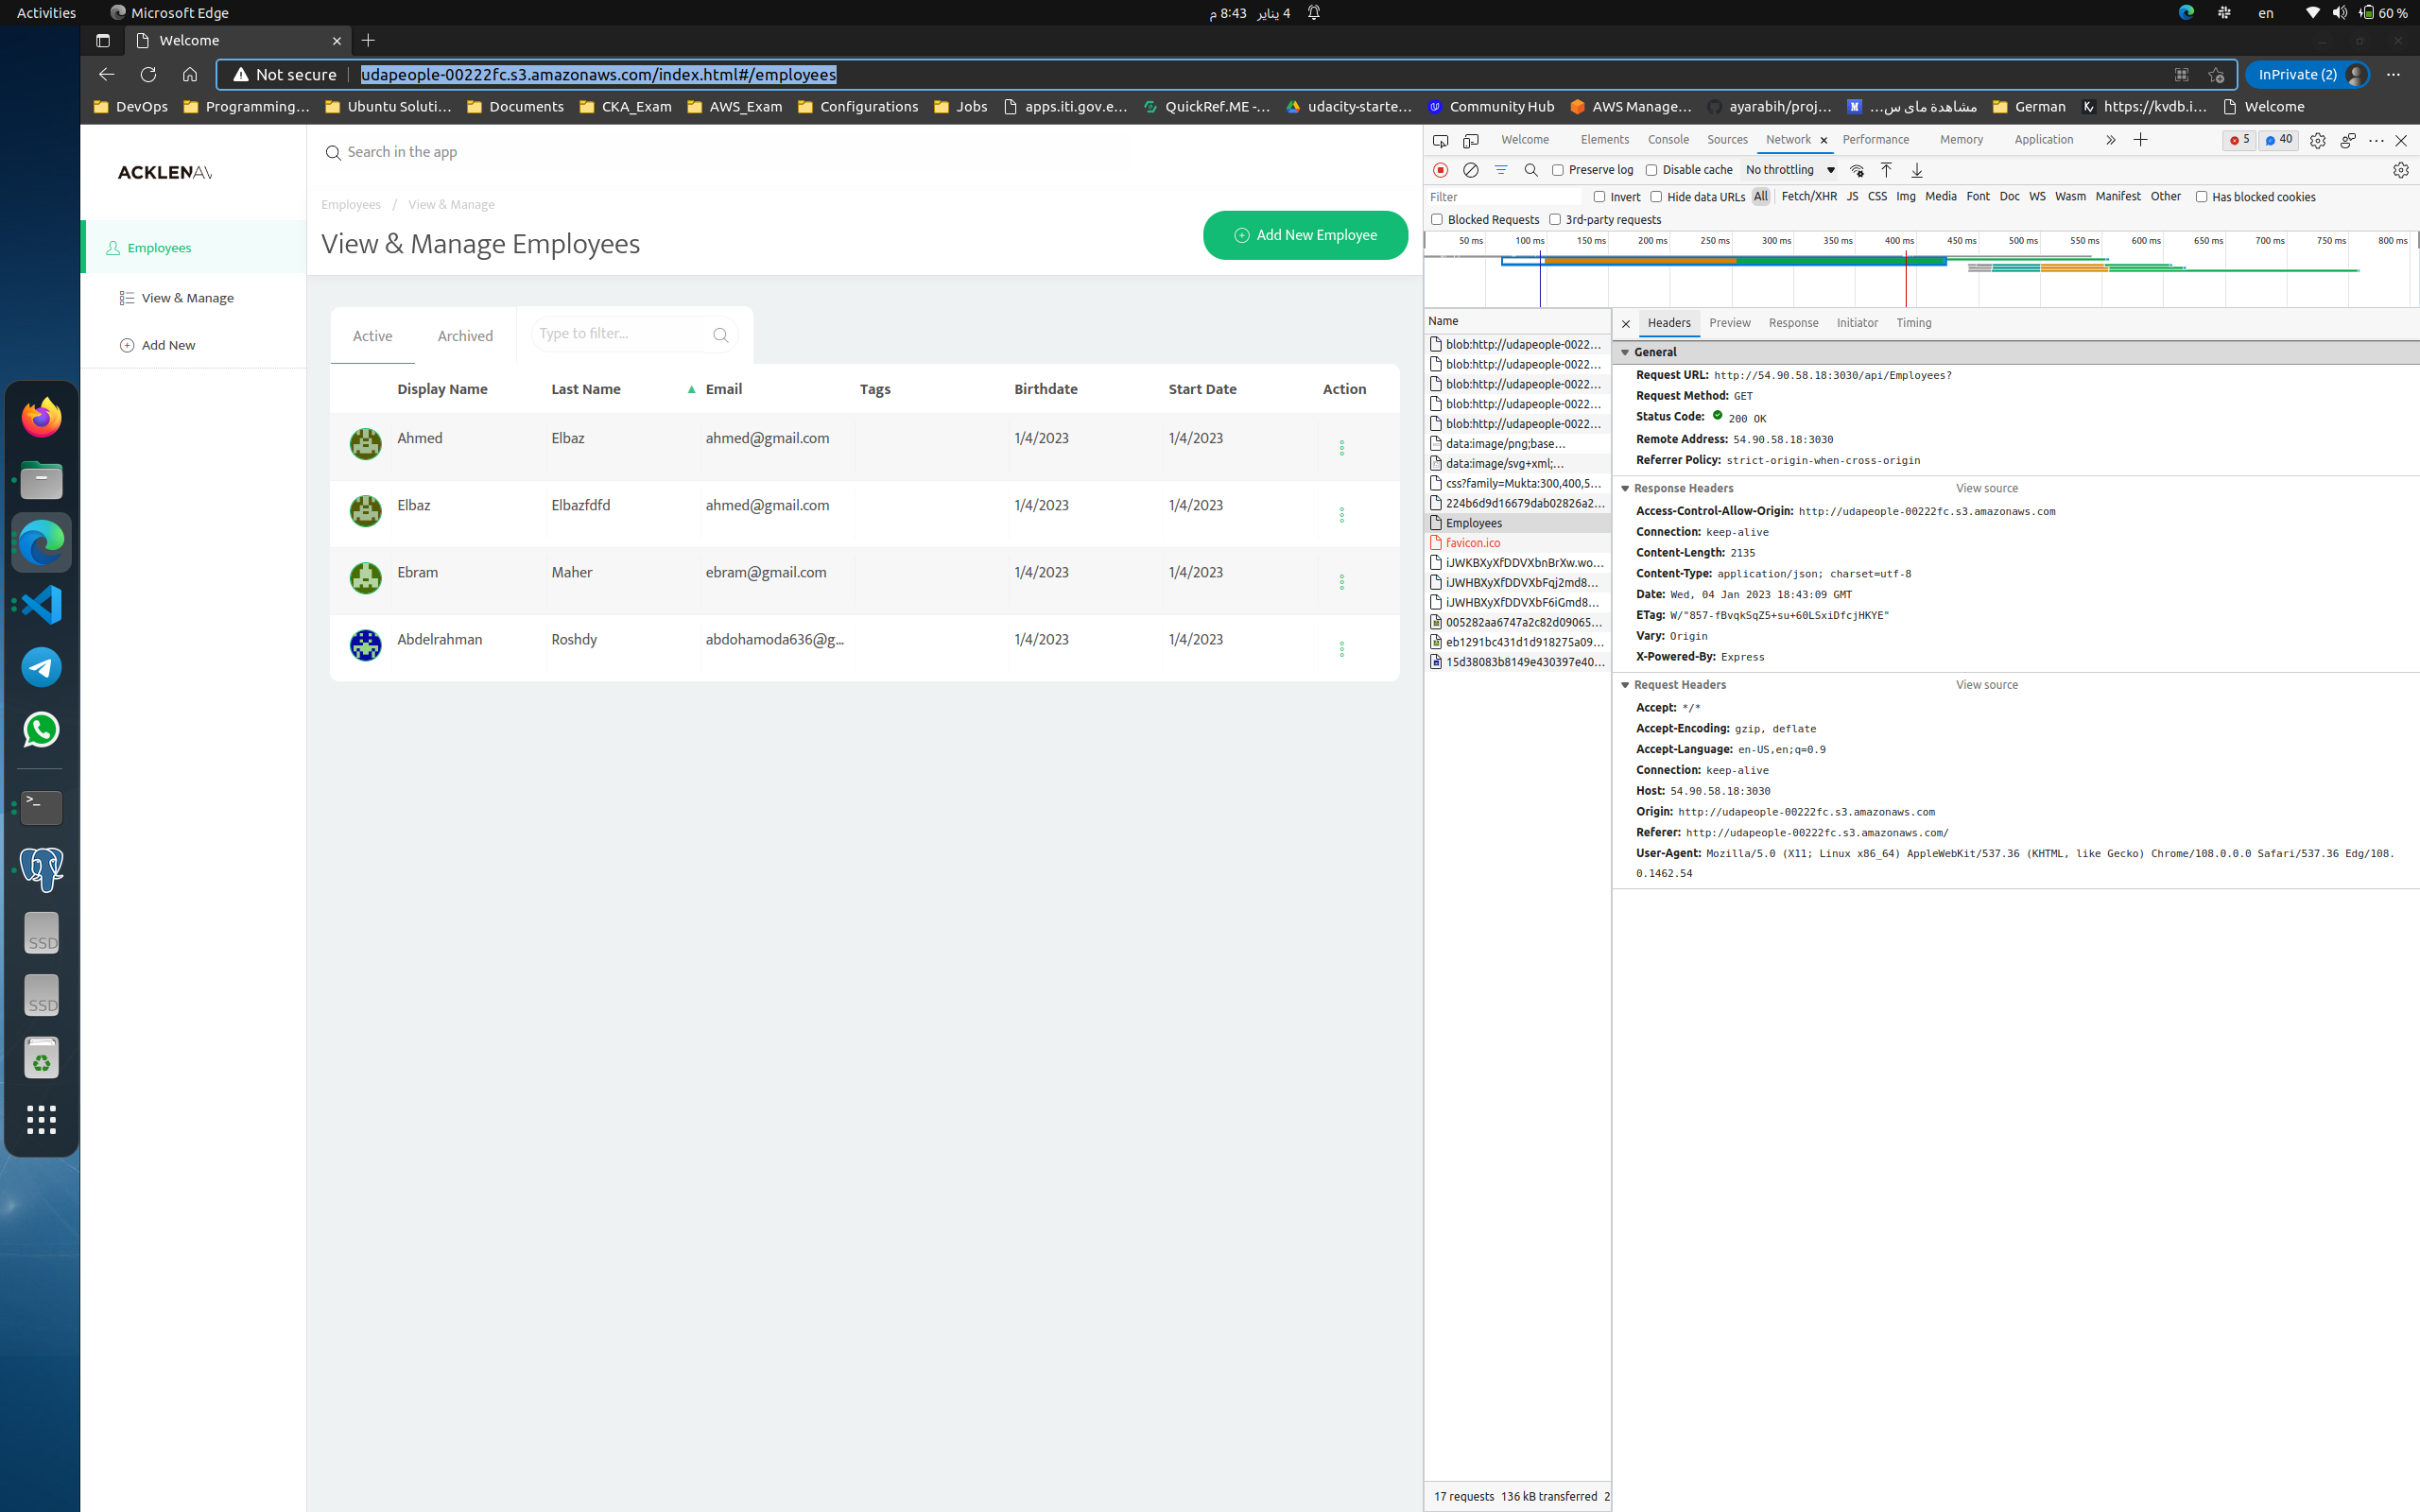 Activities
Microsoft Edge
4 يناير 8:43 م
en
60 %
Welcome
Not secure
udapeople-00222fc.s3.amazonaws.com/index.html#/employees
InPrivate (2)
DevOps
Programming...
Ubuntu Soluti...
Documents
CKA_Exam
AWS_Exam
Configurations
Jobs
apps.iti.gov.e...
QuickRef.ME -...
udacity-starte...
Community Hub
AWS Manage...
ayarabih/proj...
مشاهدة ماى س...
German
https://kvdb.i...
Welcome
ACKLENAV
Employees
View & Manage
Add New
Search in the app
Employees / View & Manage
View & Manage Employees
Add New Employee
Active
Archived
Type to filter...
Display Name Last Name Email Tags Birthdate Start Date Action
Ahmed Elbaz ahmed@gmail.com 1/4/2023 1/4/2023
Elbaz Elbazfdfd ahmed@gmail.com 1/4/2023 1/4/2023
Ebram Maher ebram@gmail.com 1/4/2023 1/4/2023
Abdelrahman Roshdy abdohamoda636@g... 1/4/2023 1/4/2023
SSD
SSD
Welcome Elements Console Sources Network Performance Memory Application
5
40
Preserve log Disable cache No throttling
Filter Invert Hide data URLs All Fetch/XHR JS CSS Img Media Font Doc WS Wasm Manifest Other Has blocked cookies
Blocked Requests 3rd-party requests
50 ms 100 ms 150 ms 200 ms 250 ms 300 ms 350 ms 400 ms 450 ms 500 ms 550 ms 600 ms 650 ms 700 ms 750 ms 800 ms
Name
blob:http://udapeople-0022...
blob:http://udapeople-0022...
blob:http://udapeople-0022...
blob:http://udapeople-0022...
blob:http://udapeople-0022...
data:image/png;base...
data:image/svg+xml;...
css?family=Mukta:300,400,5...
224b6d9d16679dab02826a2...
Employees
favicon.ico
iJWKBXyXfDDVXbnBrXw.wo...
iJWHBXyXfDDVXbFqj2md8...
iJWHBXyXfDDVXbF6iGmd8...
005282aa6747a2c82d09065...
eb1291bc431d1d918275a09...
15d38083b8149e430397e40...
17 requests 136 kB transferred 2
Headers Preview Response Initiator Timing
General
Request URL: http://54.90.58.18:3030/api/Employees?
Request Method: GET
Status Code: 200 OK
Remote Address: 54.90.58.18:3030
Referrer Policy: strict-origin-when-cross-origin
Response Headers View source
Access-Control-Allow-Origin: http://udapeople-00222fc.s3.amazonaws.com
Connection: keep-alive
Content-Length: 2135
Content-Type: application/json; charset=utf-8
Date: Wed, 04 Jan 2023 18:43:09 GMT
ETag: W/"857-fBvqkSqZ5+su+60LSxiDfcjHKYE"
Vary: Origin
X-Powered-By: Express
Request Headers View source
Accept: */*
Accept-Encoding: gzip, deflate
Accept-Language: en-US,en;q=0.9
Connection: keep-alive
Host: 54.90.58.18:3030
Origin: http://udapeople-00222fc.s3.amazonaws.com
Referer: http://udapeople-00222fc.s3.amazonaws.com/
User-Agent: Mozilla/5.0 (X11; Linux x86_64) AppleWebKit/537.36 (KHTML, like Gecko) Chrome/108.0.0.0 Safari/537.36 Edg/108.
0.1462.54